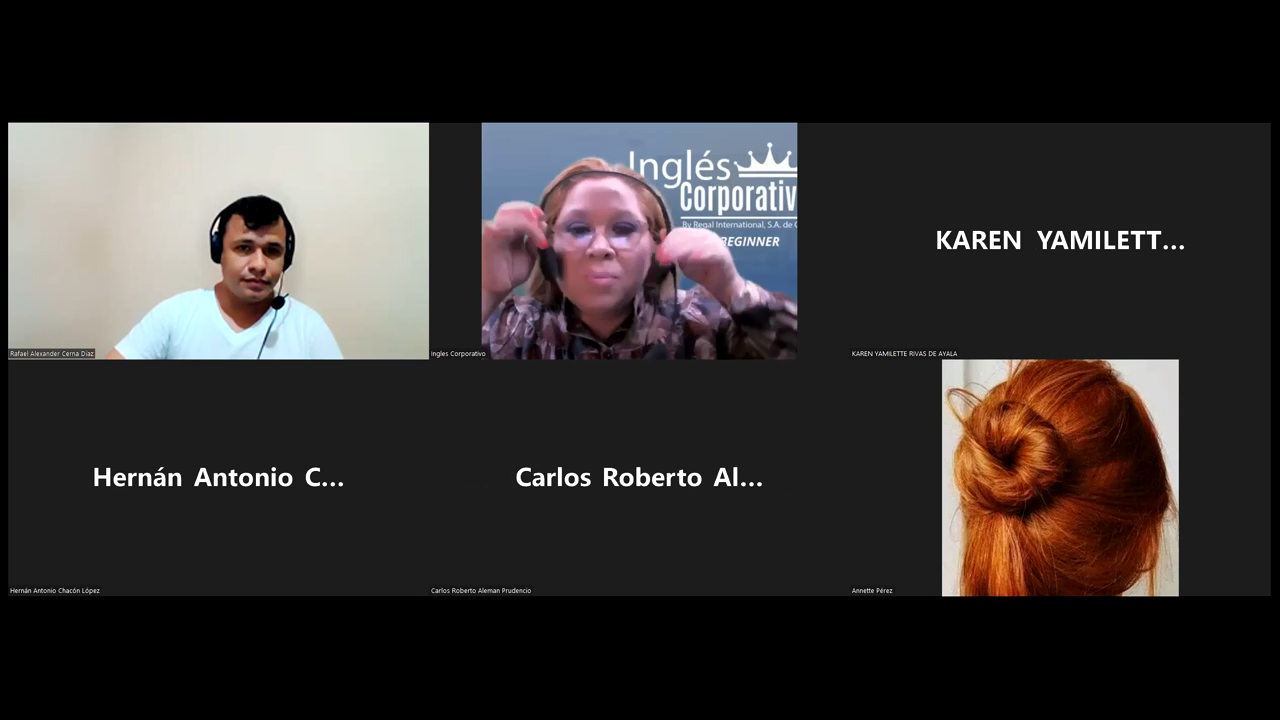 Inglés
Corporativ
By Regal International, S.A. de C
BEGINNER
KAREN YAMILETT...
Rafael Alexander Cerna Díaz
Ingles Corporativo
KAREN YAMILETTE RIVAS DE AYALA
Hernán Antonio C...
Carlos Roberto Al...
Hernán Antonio Chacón López
Carlos Roberto Aleman Prudencio
Annette Pérez